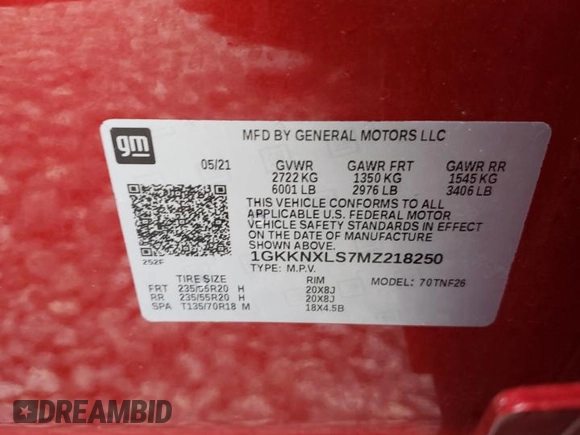 gm
MFD BY GENERAL MOTORS LLC
05/21 GVWR GAWR FRT GAWR RR
2722 KG 1350 KG 1545 KG
6001 LB 2976 LB 3406 LB
THIS VEHICLE CONFORMS TO ALL
APPLICABLE U.S. FEDERAL MOTOR
VEHICLE SAFETY STANDARDS IN EFFECT
ON THE DATE OF MANUFACTURE
SHOWN ABOVE.
1GKKNXLS7MZ218250
252F
TYPE: M.P.V. MODEL: 70TNF26
TIRE SIZE RIM
FRT 235/55R20 H 20X8J
RR 235/55R20 H 20X8J
SPA T135/70R18 M 18X4.5B
DREAMBID